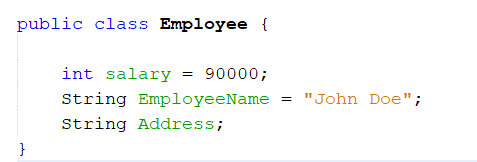 public class Employee {
int salary = 90000;
String EmployeeName = "John Doe";
String Address;
}